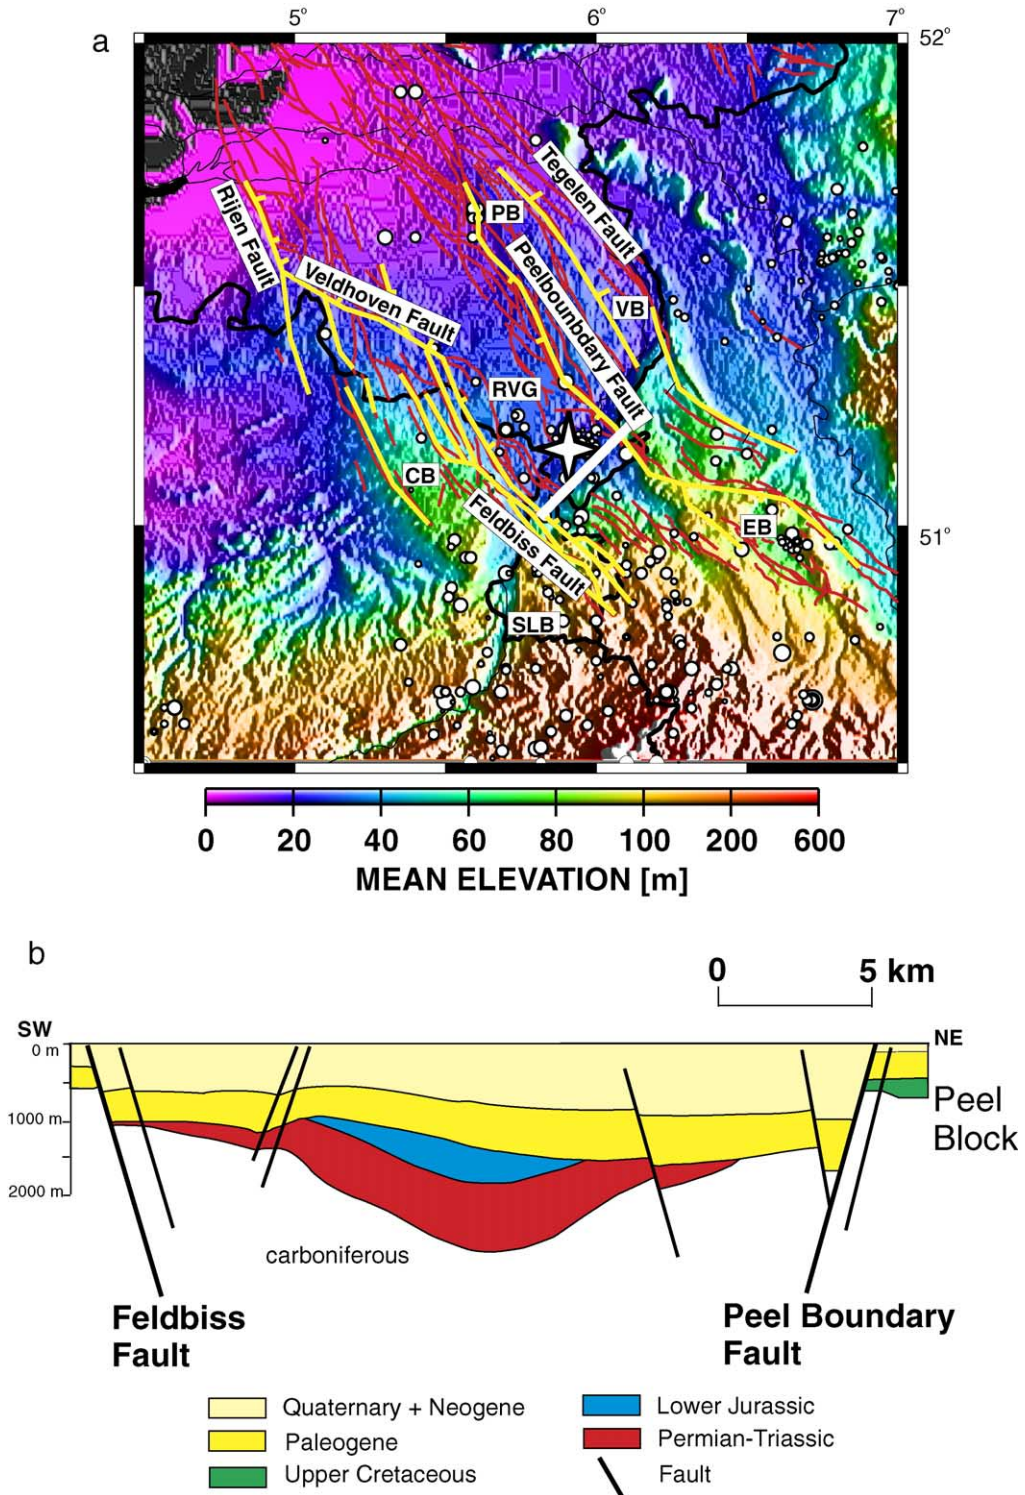 a
5°
6°
7°
52°
51°
Rijen Fault
Veldhoven Fault
PB
Tegelen Fault
Peelbounbdary Fault
VB
RVG
CB
Feldbiss Fault
EB
SLB
0 20 40 60 80 100 200 600
MEAN ELEVATION [m]
b
0 5 km
SW
NE
0 m
1000 m
2000 m
Peel
Block
carboniferous
Feldbiss
Fault
Peel Boundary
Fault
Quaternary + Neogene
Paleogene
Upper Cretaceous
Lower Jurassic
Permian-Triassic
Fault